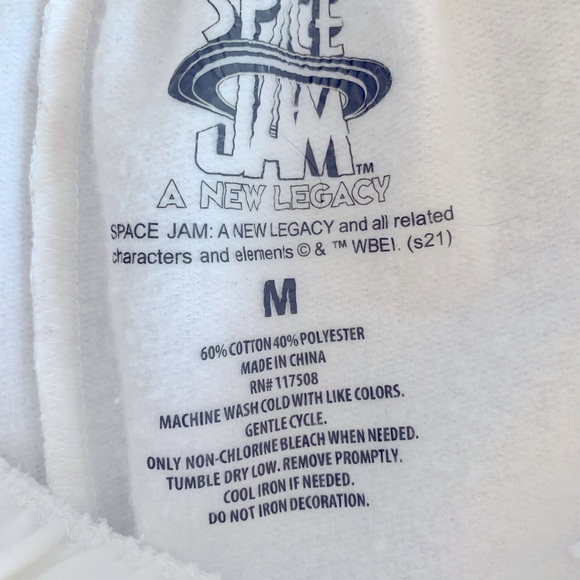 SPACE
JAM™
A NEW LEGACY
SPACE JAM: A NEW LEGACY and all related
characters and elements © & ™ WBEI. (s21)
M
60% COTTON 40% POLYESTER
MADE IN CHINA
RN# 117508
MACHINE WASH COLD WITH LIKE COLORS.
GENTLE CYCLE.
ONLY NON-CHLORINE BLEACH WHEN NEEDED.
TUMBLE DRY LOW. REMOVE PROMPTLY.
COOL IRON IF NEEDED.
DO NOT IRON DECORATION.